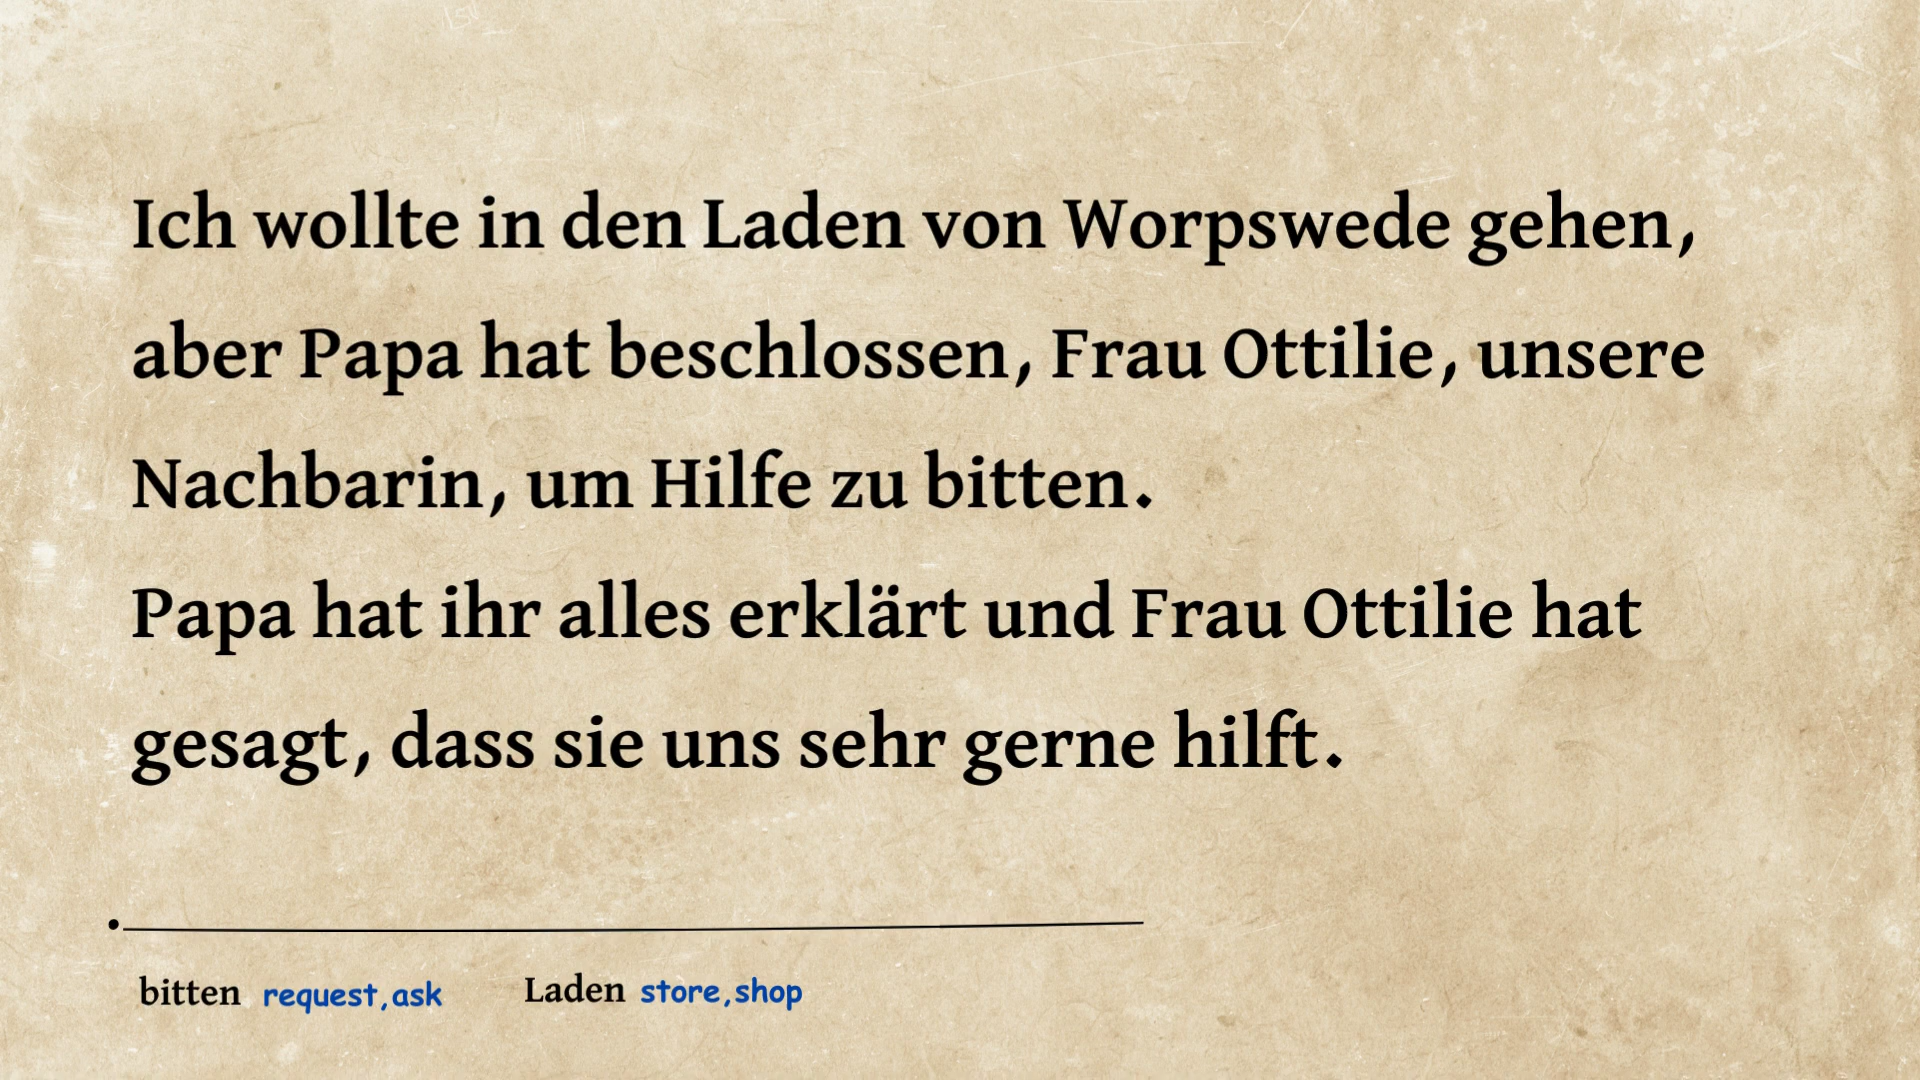 Ich wollte in den Laden von Worpswede gehen,
aber Papa hat beschlossen, Frau Ottilie, unsere
Nachbarin, um Hilfe zu bitten.
Papa hat ihr alles erklärt und Frau Ottilie hat
gesagt, dass sie uns sehr gerne hilft.
bitten request,ask Laden store,shop